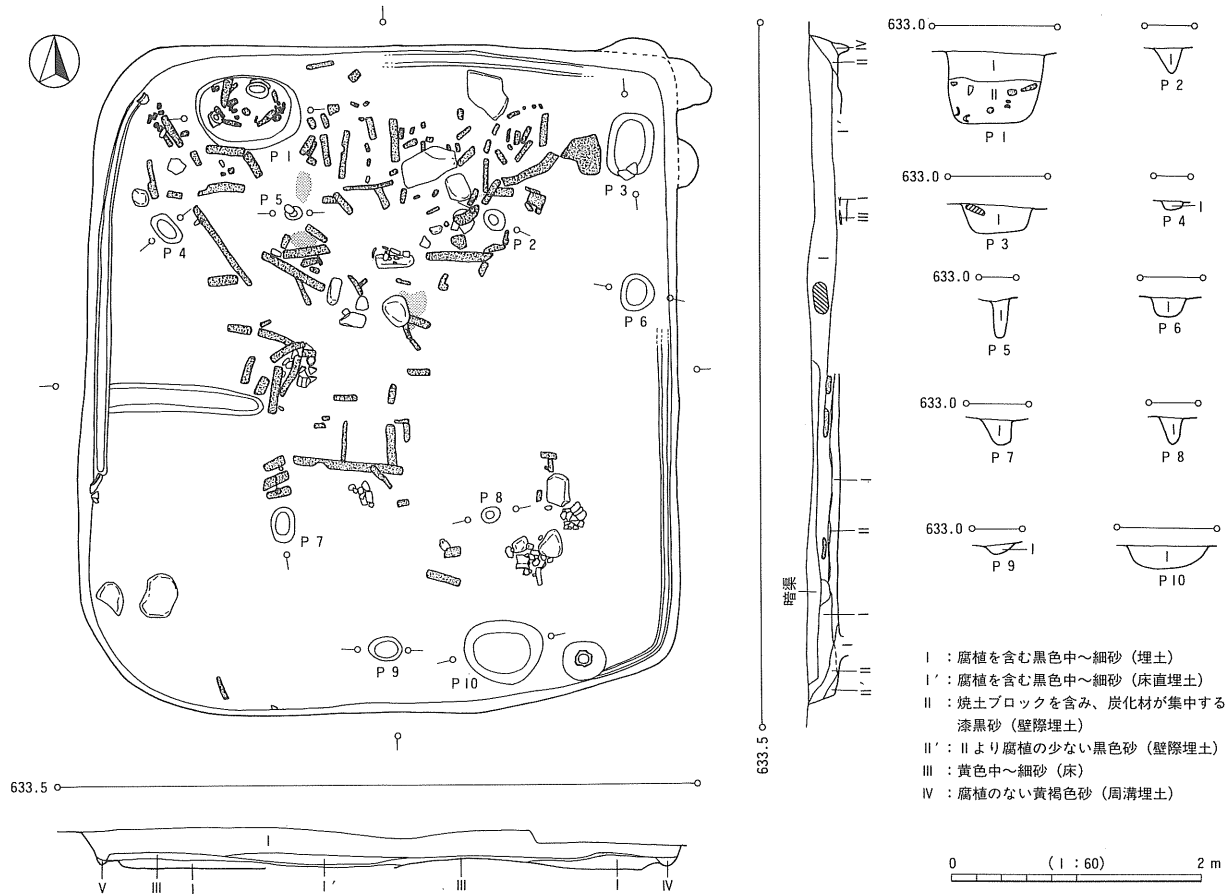 P 1
P 3
P 5
P 2
P 4
P 6
P 8
P 7
P 9
P 10
633.5
V
III
I
I'
III
I
IV
IV
II
I'
I
III
I
I
II
暗渠
I
I
II
II'
633.5
633.0
I
II
P 1
I
P 2
633.0
I
P 3
I
P 4
633.0
I
P 5
I
P 6
633.0
I
P 7
I
P 8
633.0
I
P 9
I
P 10
I :腐植を含む黒色中~細砂(埋土)
I':腐植を含む黒色中~細砂(床直埋土)
II :焼土ブロックを含み、炭化材が集中する
漆黒砂(壁際埋土)
II':IIより腐植の少ない黒色砂(壁際埋土)
III :黄色中~細砂(床)
IV :腐植のない黄褐色砂(周溝埋土)
0 (1:60) 2 m